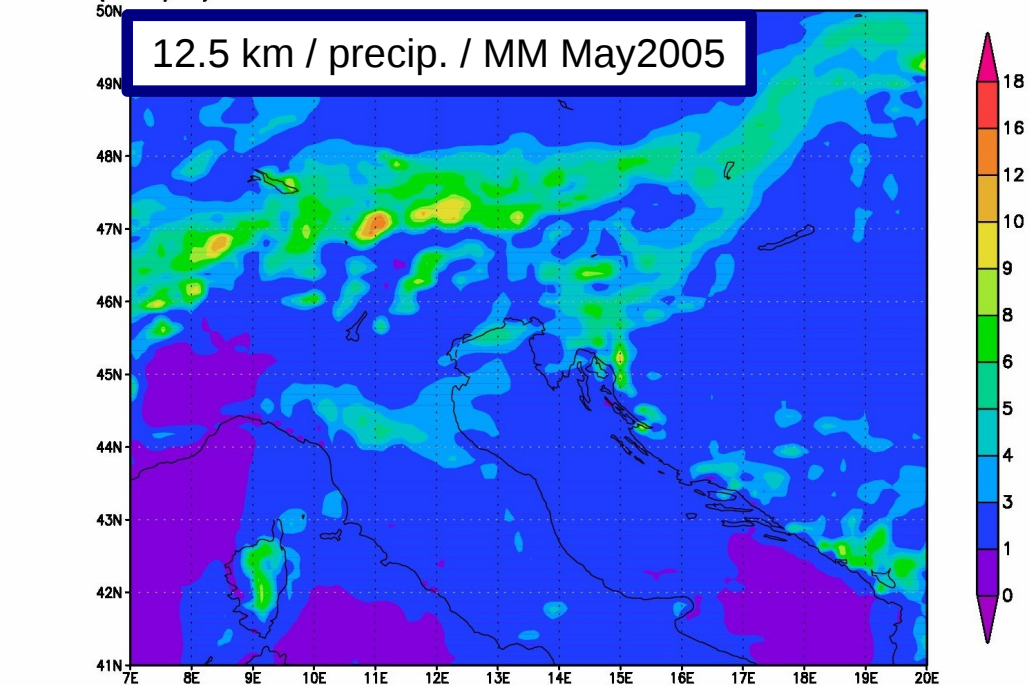 50N
12.5 km / precip. / MM May2005
49N
48N
47N
46N
45N
44N
43N
42N
41N
7E 8E 9E 10E 11E 12E 13E 14E 15E 16E 17E 18E 19E 20E
18
16
12
10
9
8
6
5
4
3
1
0